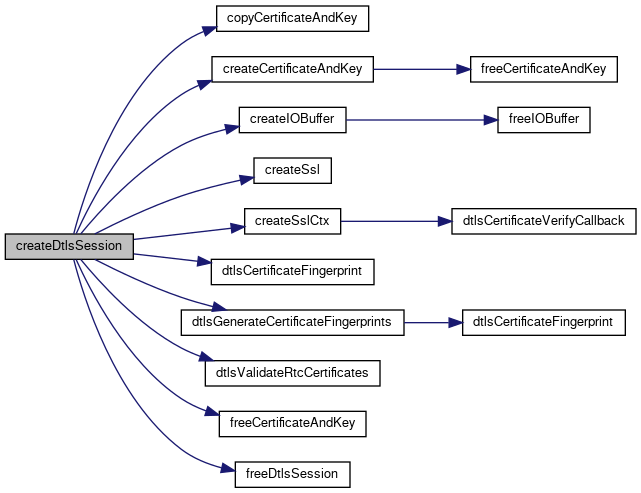 copyCertificateAndKey
createCertificateAndKey
freeCertificateAndKey
createIOBuffer
freeIOBuffer
createSsl
createSslCtx
dtlsCertificateVerifyCallback
createDtlsSession
dtlsCertificateFingerprint
dtlsGenerateCertificateFingerprints
dtlsCertificateFingerprint
dtlsValidateRtcCertificates
freeCertificateAndKey
freeDtlsSession